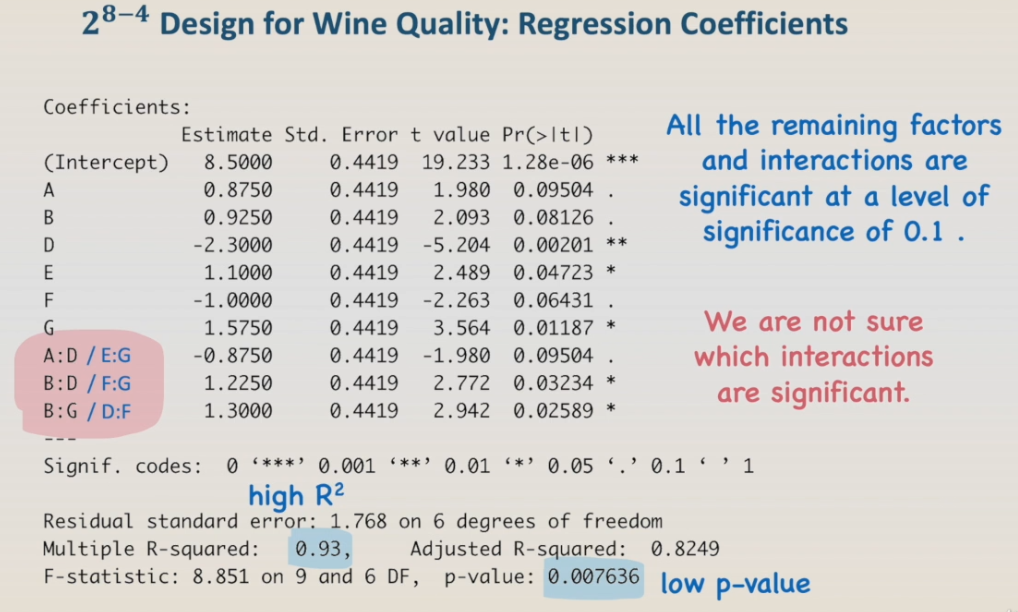 2⁸⁻⁴ Design for Wine Quality: Regression Coefficients
Coefficients:
Estimate Std. Error t value Pr(>|t|)
(Intercept) 8.5000 0.4419 19.233 1.28e-06 ***
A 0.8750 0.4419 1.980 0.09504 .
B 0.9250 0.4419 2.093 0.08126 .
D -2.3000 0.4419 -5.204 0.00201 **
E 1.1000 0.4419 2.489 0.04723 *
F -1.0000 0.4419 -2.263 0.06431 .
G 1.5750 0.4419 3.564 0.01187 *
A:D / E:G -0.8750 0.4419 -1.980 0.09504 .
B:D / F:G 1.2250 0.4419 2.772 0.03234 *
B:G / D:F 1.3000 0.4419 2.942 0.02589 *
---
Signif. codes: 0 ‘***’ 0.001 ‘**’ 0.01 ‘*’ 0.05 ‘.’ 0.1 ‘ ’ 1
high R²
Residual standard error: 1.768 on 6 degrees of freedom
Multiple R-squared: 0.93, Adjusted R-squared: 0.8249
F-statistic: 8.851 on 9 and 6 DF, p-value: 0.007636 low p-value
All the remaining factors
and interactions are
significant at a level of
significance of 0.1 .
We are not sure
which interactions
are significant.